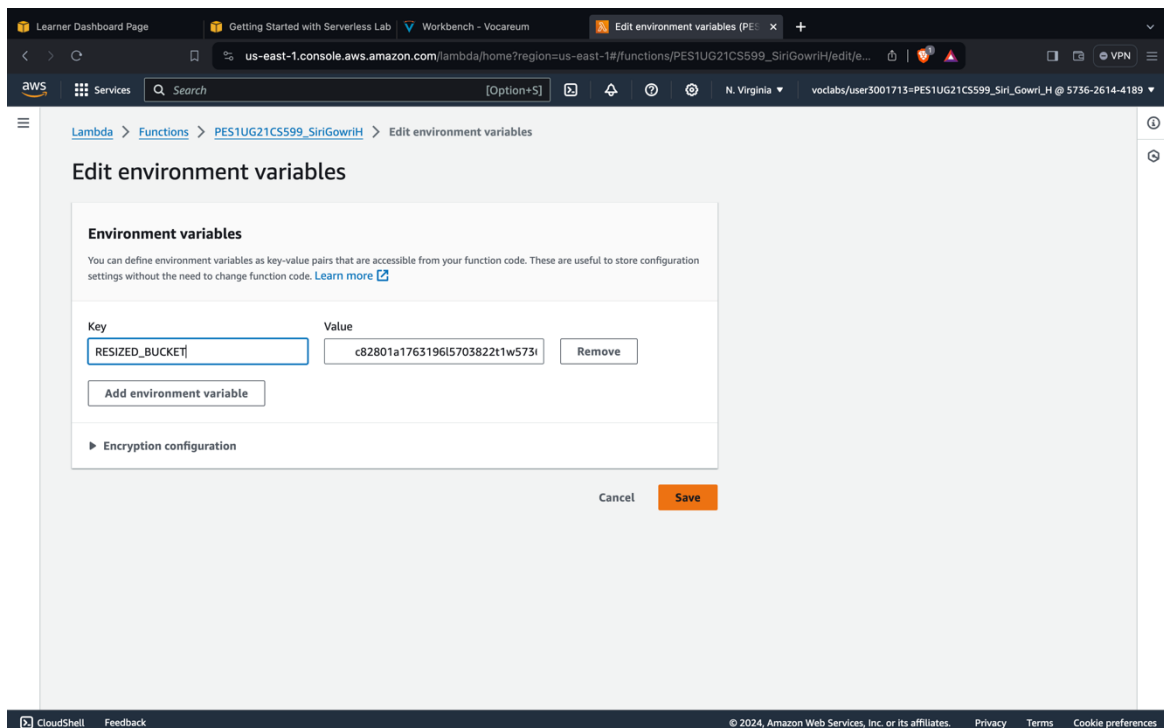 Learner Dashboard Page
Getting Started with Serverless Lab
Workbench - Vocareum
Edit environment variables (PES
us-east-1.console.aws.amazon.com/lambda/home?region=us-east-1#/functions/PES1UG21CS599_SiriGowriH/edit/e...
VPN
aws
Services
Search
[Option+S]
N. Virginia
voclabs/user3001713=PES1UG21CS599_Siri_Gowri_H @ 5736-2614-4189
Lambda > Functions > PES1UG21CS599_SiriGowriH > Edit environment variables
Edit environment variables
Environment variables
You can define environment variables as key-value pairs that are accessible from your function code. These are useful to store configuration
settings without the need to change function code. Learn more
Key
Value
RESIZED_BUCKET
c82801a1763196l5703822t1w573
Remove
Add environment variable
Encryption configuration
Cancel
Save
CloudShell
Feedback
© 2024, Amazon Web Services, Inc. or its affiliates.
Privacy
Terms
Cookie preferences